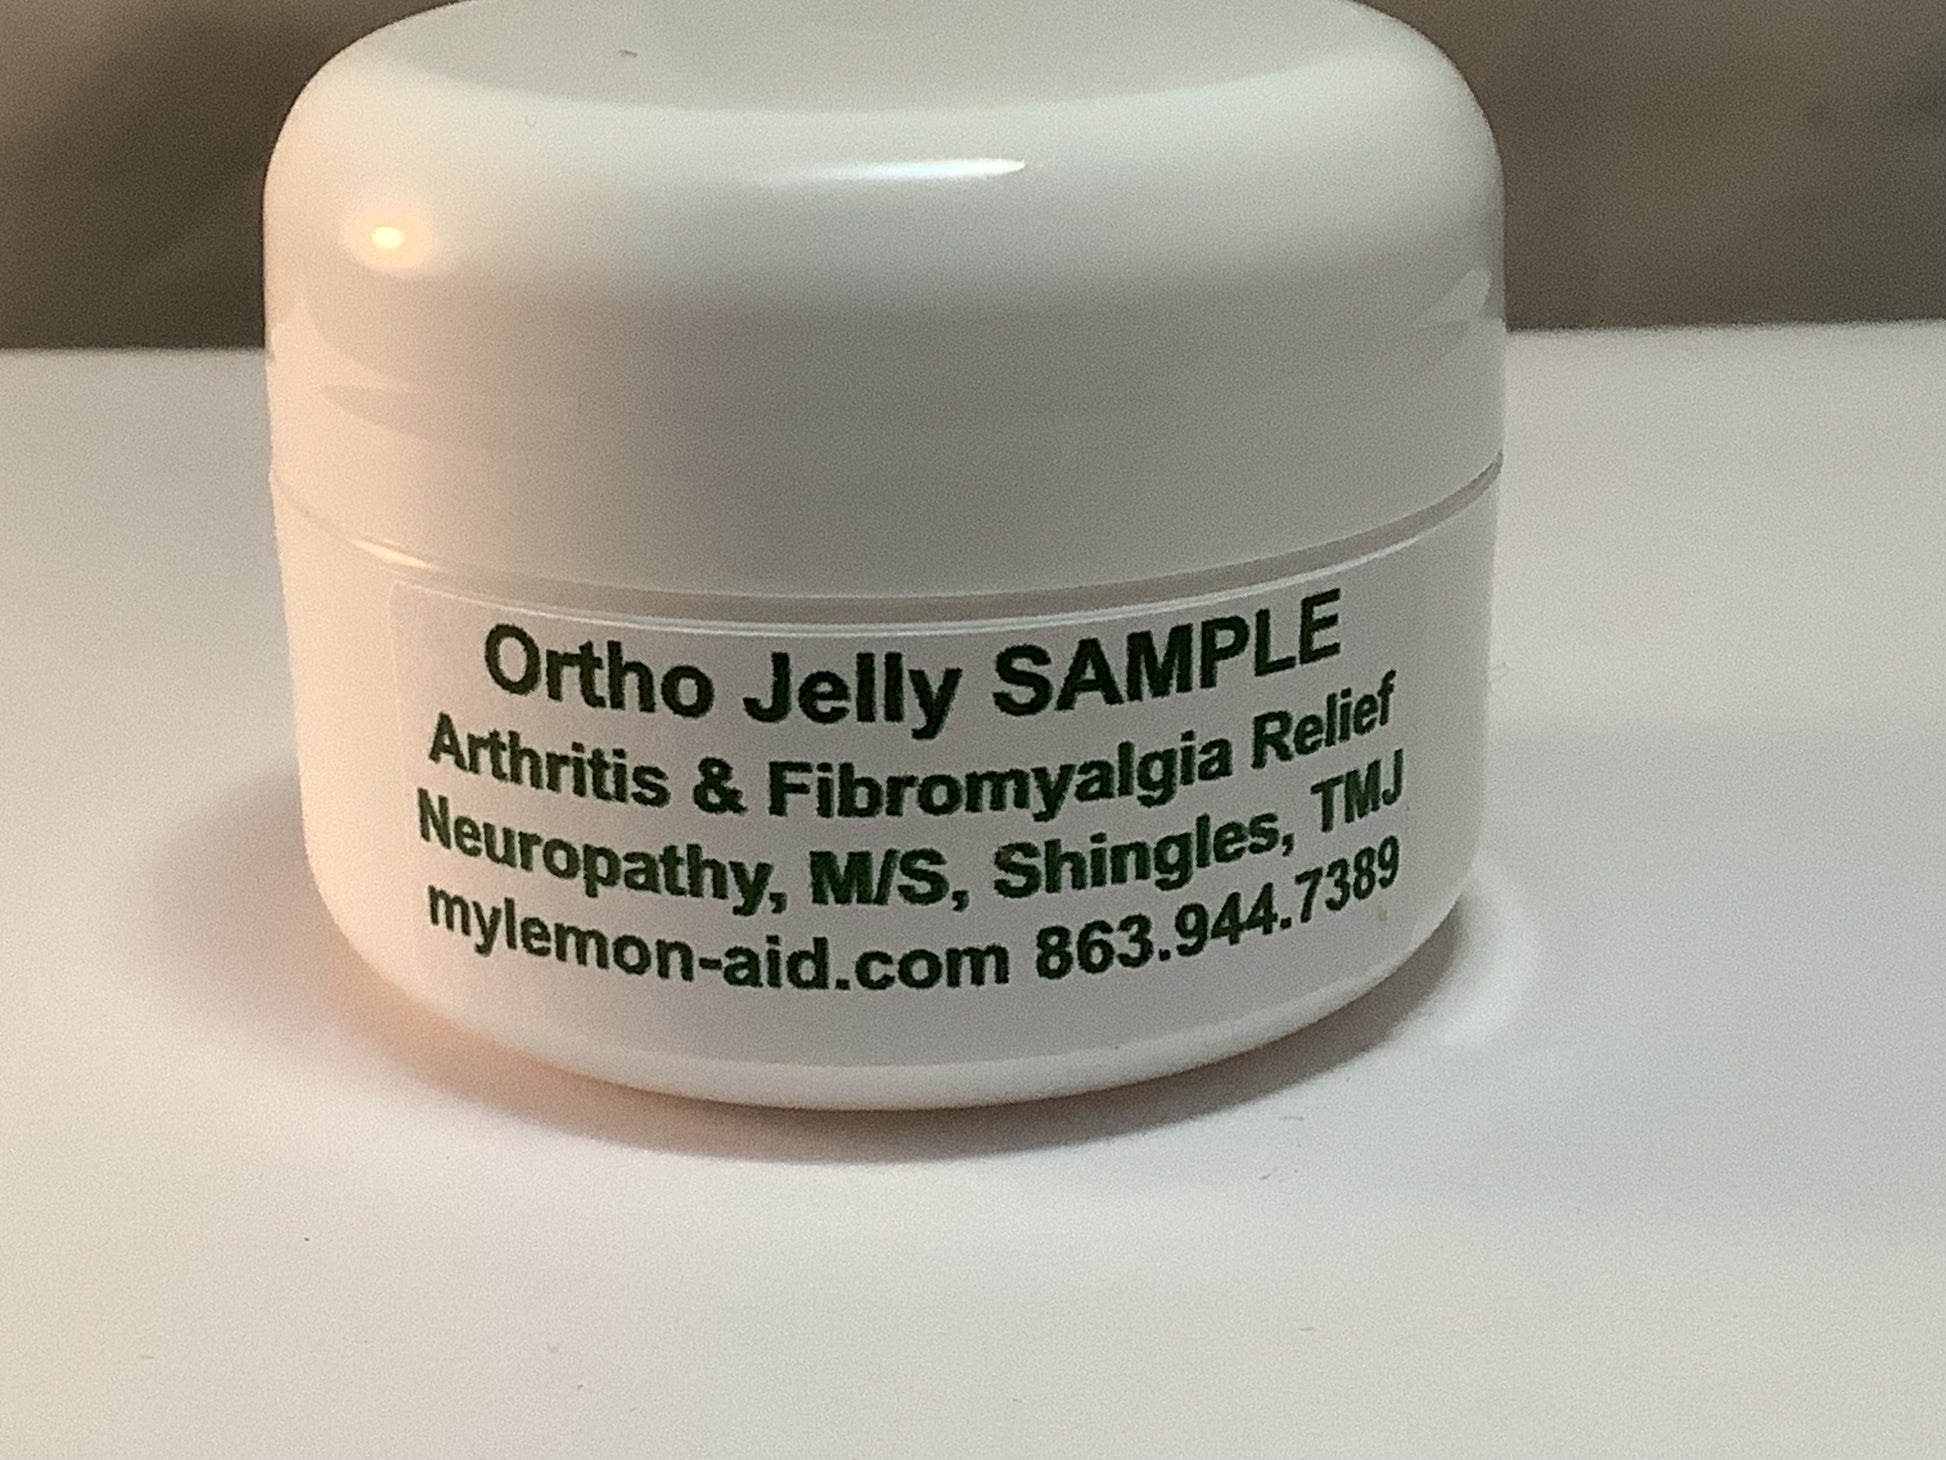 Ortho Jelly SAMPLE
Arthritis & Fibromyalgia Relief
Neuropathy, M/S, Shingles, TMJ
mylemon-aid.com 863.944.7389